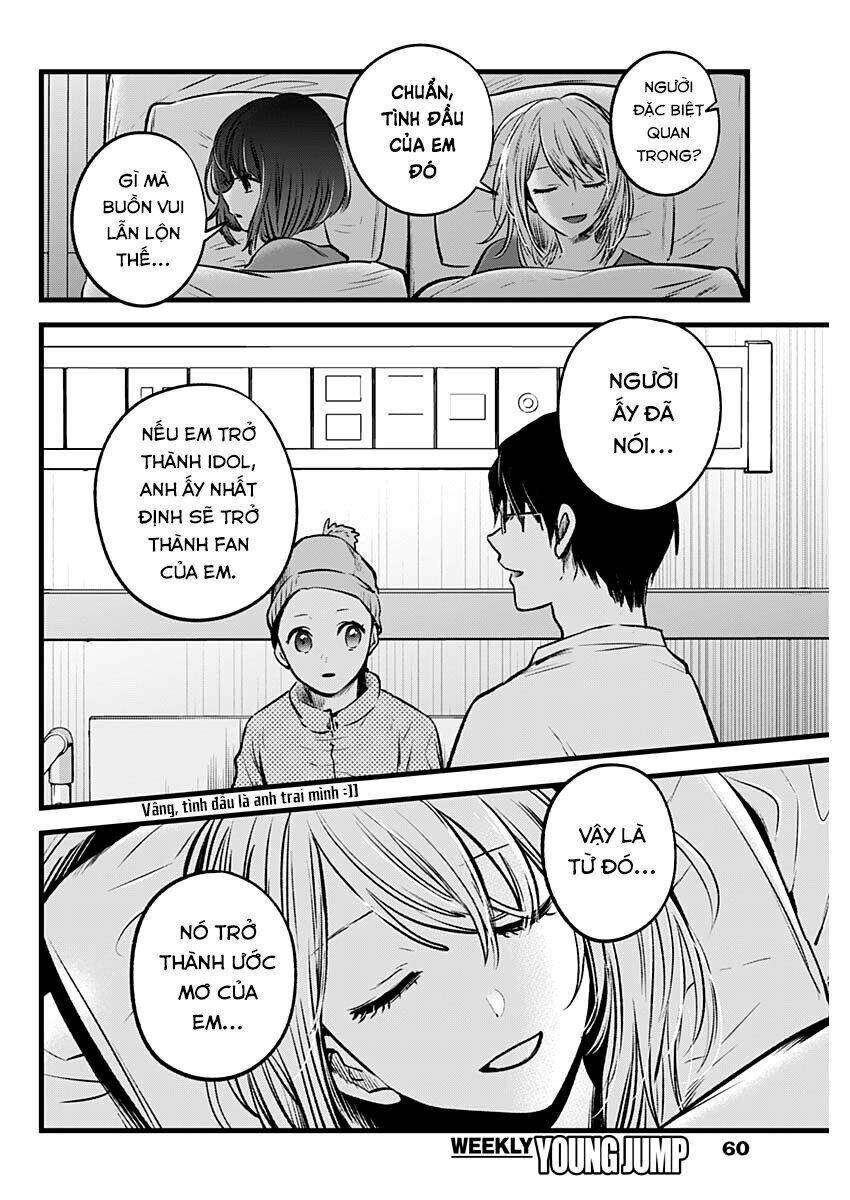 NGƯỜI
ĐẶC BIỆT
QUAN
TRỌNG?
CHUẨN,
TÌNH ĐẦU
CỦA EM
ĐÓ
GÌ MÀ
BUỒN VUI
LẪN LỘN
THẾ...
NGƯỜI
ẤY ĐÃ
NÓI...
NẾU EM TRỞ
THÀNH IDOL,
ANH ẤY NHẤT
ĐỊNH SẼ TRỞ
THÀNH FAN
CỦA EM.
Vâng, tình đầu là anh trai mình :]]
VẬY LÀ
TỪ ĐÓ...
NÓ TRỞ
THÀNH ƯỚC
MƠ CỦA
EM...
WEEKLY YOUNG JUMP 60